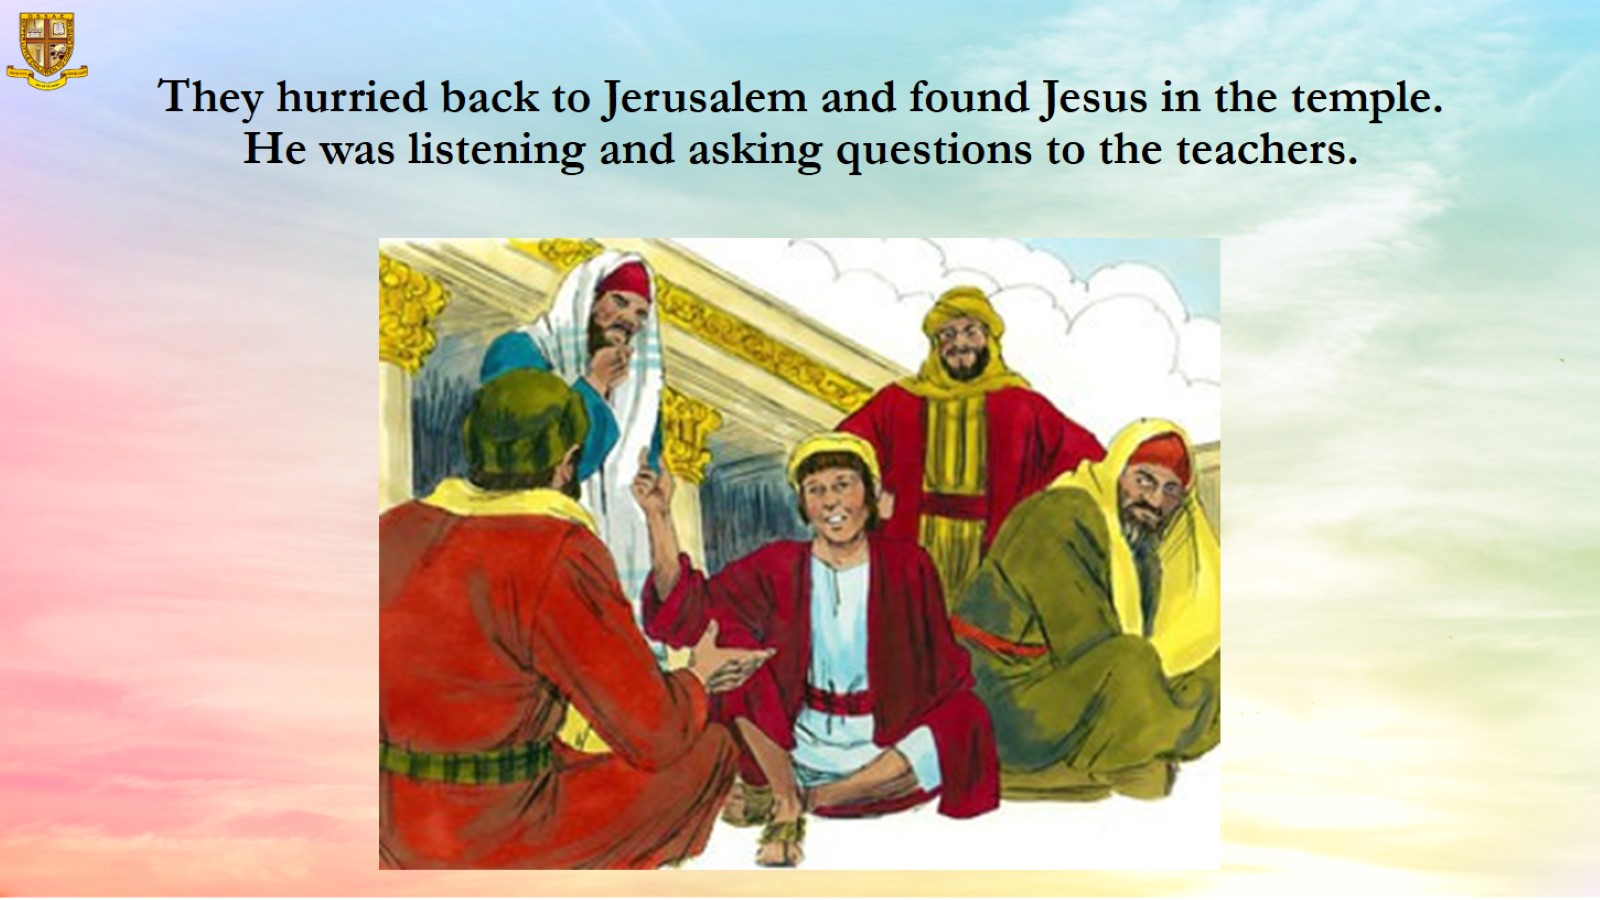 They hurried back to Jerusalem and found Jesus in the temple.
He was listening and asking questions to the teachers.